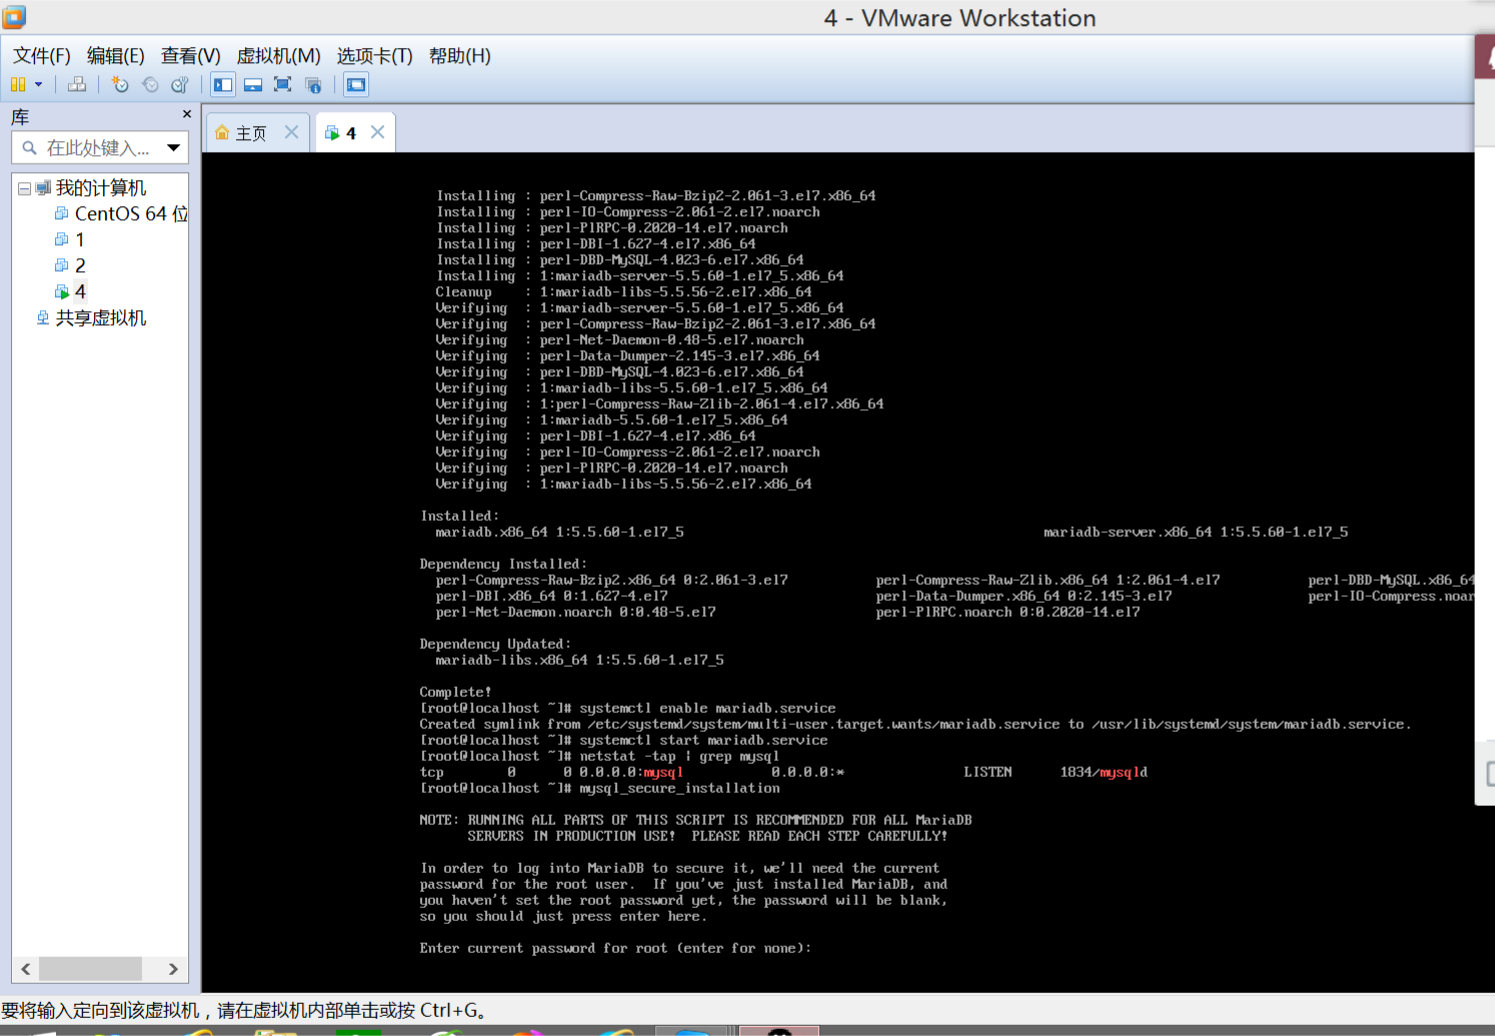 4 - VMware Workstation
文件(F) 编辑(E) 查看(V) 虚拟机(M) 选项卡(T) 帮助(H)
库
在此处键入...
我的计算机
CentOS 64 位
1
2
4
共享虚拟机
主页 4
Installing : perl-Compress-Raw-Bzip2-2.061-3.el7.x86_64
Installing : perl-IO-Compress-2.061-2.el7.noarch
Installing : perl-PlRPC-0.2020-14.el7.noarch
Installing : perl-DBI-1.627-4.el7.x86_64
Installing : perl-DBD-MySQL-4.023-6.el7.x86_64
Installing : 1:mariadb-server-5.5.60-1.el7_5.x86_64
Cleanup : 1:mariadb-libs-5.5.56-2.el7.x86_64
Verifying : 1:mariadb-server-5.5.60-1.el7_5.x86_64
Verifying : perl-Compress-Raw-Bzip2-2.061-3.el7.x86_64
Verifying : perl-Net-Daemon-0.48-5.el7.noarch
Verifying : perl-Data-Dumper-2.145-3.el7.x86_64
Verifying : perl-DBD-MySQL-4.023-6.el7.x86_64
Verifying : 1:mariadb-libs-5.5.60-1.el7_5.x86_64
Verifying : 1:perl-Compress-Raw-Zlib-2.061-4.el7.x86_64
Verifying : 1:mariadb-5.5.60-1.el7_5.x86_64
Verifying : perl-DBI-1.627-4.el7.x86_64
Verifying : perl-IO-Compress-2.061-2.el7.noarch
Verifying : perl-PlRPC-0.2020-14.el7.noarch
Verifying : 1:mariadb-libs-5.5.56-2.el7.x86_64
Installed:
mariadb.x86_64 1:5.5.60-1.el7_5 mariadb-server.x86_64 1:5.5.60-1.el7_5
Dependency Installed:
perl-Compress-Raw-Bzip2.x86_64 0:2.061-3.el7 perl-Compress-Raw-Zlib.x86_64 1:2.061-4.el7 perl-DBD-MySQL.x86_64
perl-DBI.x86_64 0:1.627-4.el7 perl-Data-Dumper.x86_64 0:2.145-3.el7 perl-IO-Compress.noar
perl-Net-Daemon.noarch 0:0.48-5.el7 perl-PlRPC.noarch 0:0.2020-14.el7
Dependency Updated:
mariadb-libs.x86_64 1:5.5.60-1.el7_5
Complete!
[root@localhost ~]# systemctl enable mariadb.service
Created symlink from /etc/systemd/system/multi-user.target.wants/mariadb.service to /usr/lib/systemd/system/mariadb.service.
[root@localhost ~]# systemctl start mariadb.service
[root@localhost ~]# netstat -tap | grep mysql
tcp 0 0 0.0.0.0:mysql 0.0.0.0:* LISTEN 1834/mysqld
[root@localhost ~]# mysql_secure_installation
NOTE: RUNNING ALL PARTS OF THIS SCRIPT IS RECOMMENDED FOR ALL MariaDB
SERVERS IN PRODUCTION USE! PLEASE READ EACH STEP CAREFULLY!
In order to log into MariaDB to secure it, we'll need the current
password for the root user. If you've just installed MariaDB, and
you haven't set the root password yet, the password will be blank,
so you should just press enter here.
Enter current password for root (enter for none):
要将输入定向到该虚拟机，请在虚拟机内部单击或按 Ctrl+G。